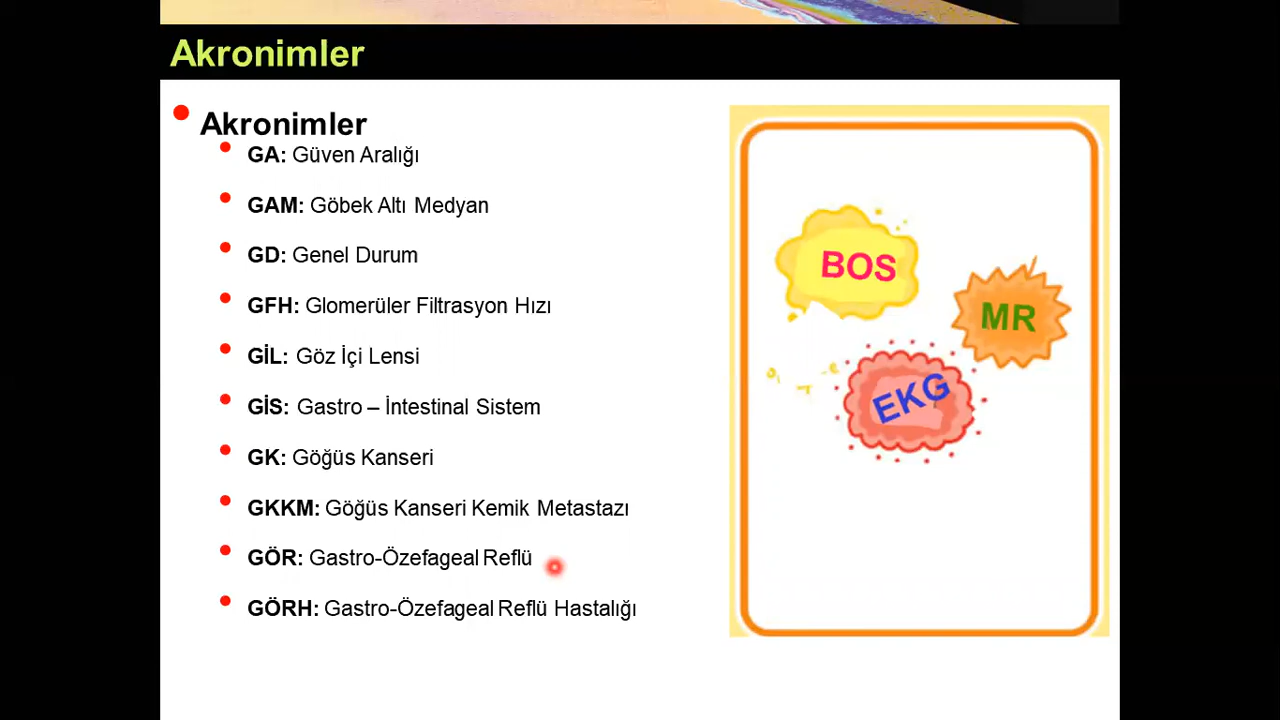 Akronimler
Akronimler
GA: Güven Aralığı
GAM: Göbek Altı Medyan
GD: Genel Durum
GFH: Glomerüler Filtrasyon Hızı
GİL: Göz İçi Lensi
GİS: Gastro – İntestinal Sistem
GK: Göğüs Kanseri
GKKM: Göğüs Kanseri Kemik Metastazı
GÖR: Gastro-Özefageal Reflü
GÖRH: Gastro-Özefageal Reflü Hastalığı
BOS
MR
EKG